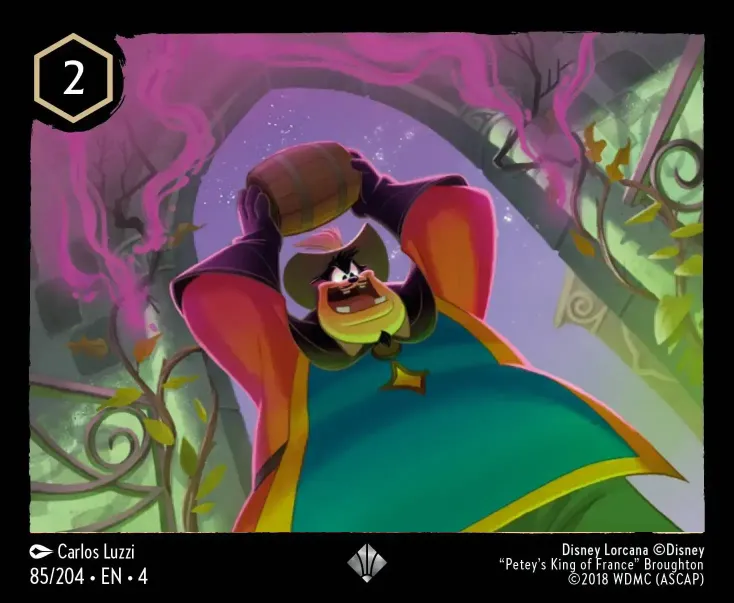 2
Carlos Luzzi
85/204 • EN • 4
Disney Lorcana ©Disney
“Petey’s King of France” Broughton
©2018 WDMC (ASCAP)